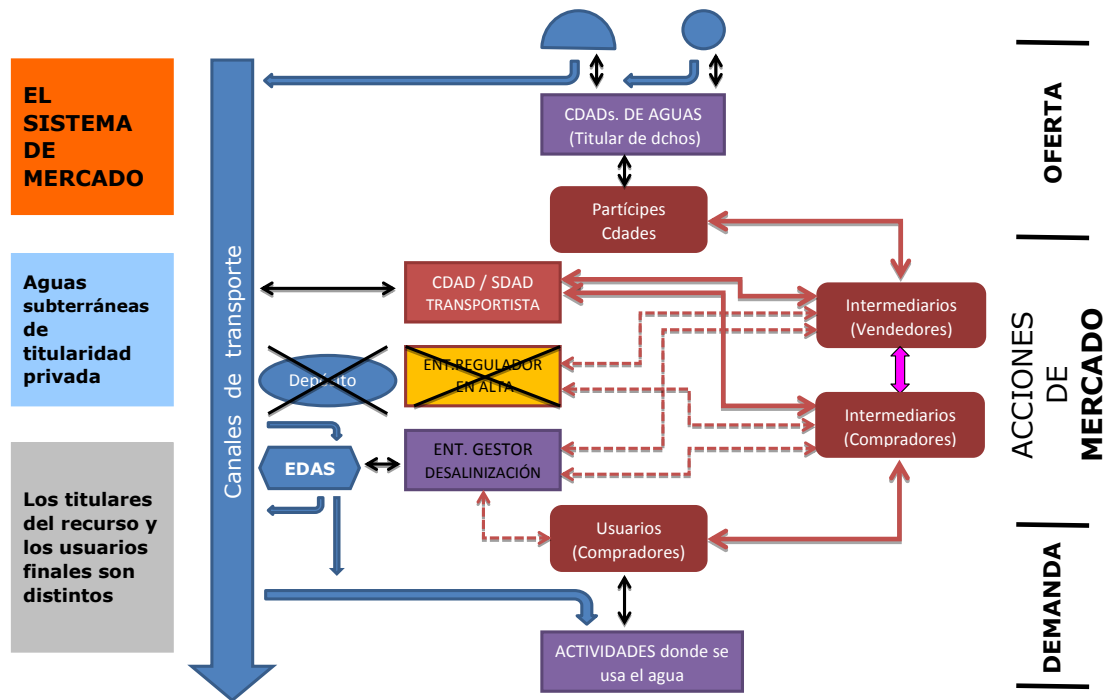 EL
SISTEMA
DE
MERCADO
Aguas
subterráneas
de
titularidad
privada
Los titulares
del recurso y
los usuarios
finales son
distintos
Canales de transporte
CDADs. DE AGUAS
(Titular de dchos)
Partícipes
Cdades
CDAD / SDAD
TRANSPORTISTA
Depósito
ENT.REGULADOR
EN ALTA
EDAS
ENT. GESTOR
DESALINIZACIÓN
Usuarios
(Compradores)
ACTIVIDADES donde se
usa el agua
Intermediarios
(Vendedores)
Intermediarios
(Compradores)
OFERTA
ACCIONES
DE
MERCADO
DEMANDA